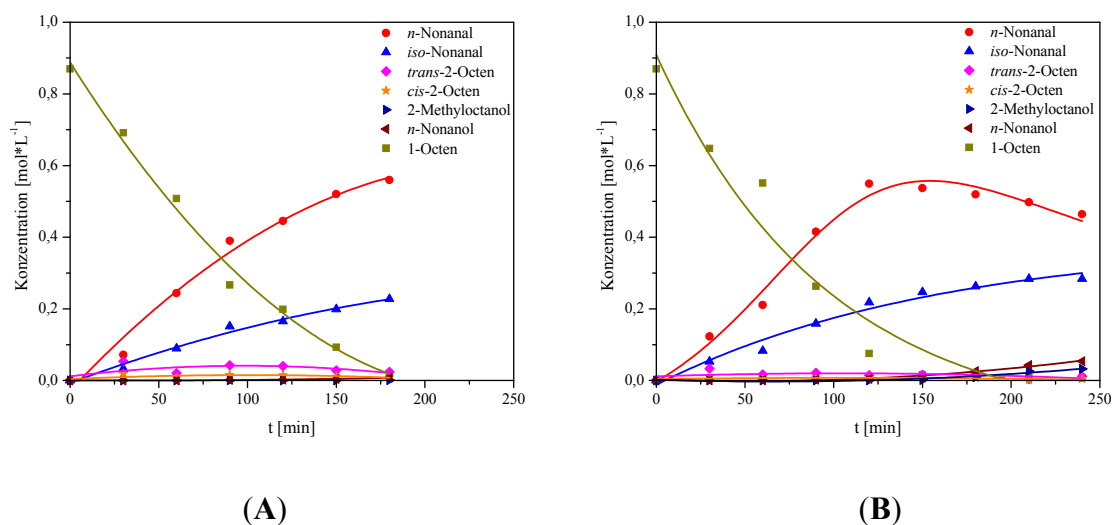 1,0
0,8
0,6
0,4
0,2
0,0
Konzentration [mol*L⁻¹]
n-Nonanal
iso-Nonanal
trans-2-Octen
cis-2-Octen
2-Methyloctanol
n-Nonanol
1-Octen
0 50 100 150 200 250
t [min]
(A)
1,0
0,8
0,6
0,4
0,2
0,0
Konzentration [mol*L⁻¹]
n-Nonanal
iso-Nonanal
trans-2-Octen
cis-2-Octen
2-Methyloctanol
n-Nonanol
1-Octen
0 50 100 150 200 250
t [min]
(B)